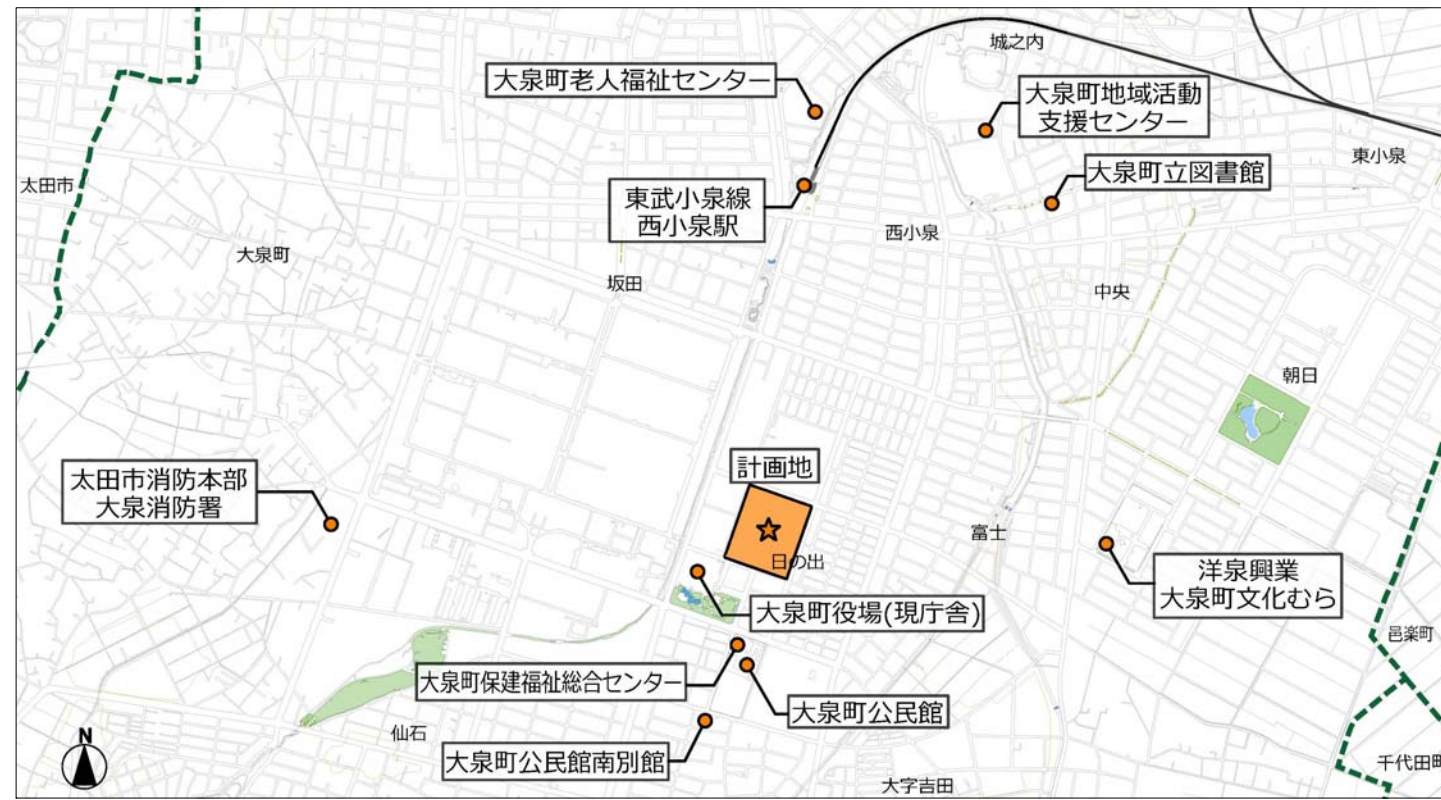 城之内
大泉町老人福祉センター
大泉町地域活動
支援センター
東小泉
大泉町立図書館
太田市
東武小泉線
西小泉駅
西小泉
大泉町
坂田
中央
朝日
計画地
太田市消防本部
大泉消防署
富士
日の出
洋泉興業
大泉町文化むら
大泉町役場(現庁舎)
邑楽町
大泉町保建福祉総合センター
大泉町公民館
仙石
N
大泉町公民館南別館
千代田町
大字吉田